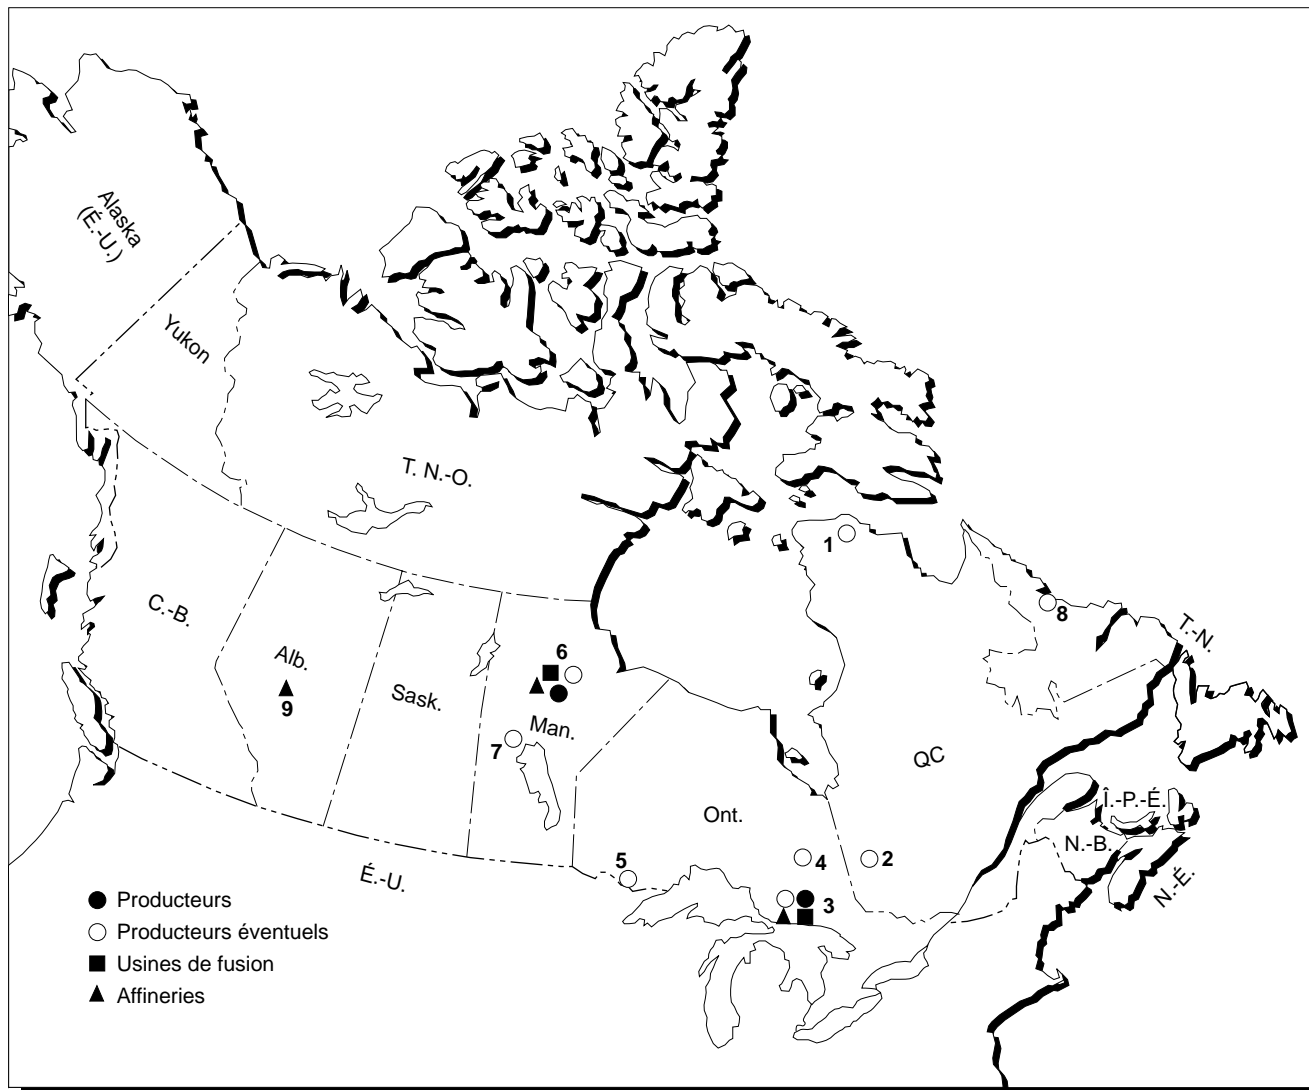 Alaska
(É.-U.)
Yukon
T. N.-O.
1
8
C.-B.
T.-N.
6
Alb.
9
Sask.
Man.
7
QC
Î.-P.-É.
Ont.
N.-B.
4
2
5
É.-U.
N.-É.
3
Producteurs
Producteurs éventuels
Usines de fusion
Affineries